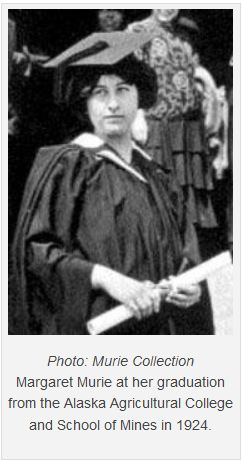 Photo: Murie Collection
Margaret Murie at her graduation
from the Alaska Agricultural College
and School of Mines in 1924.